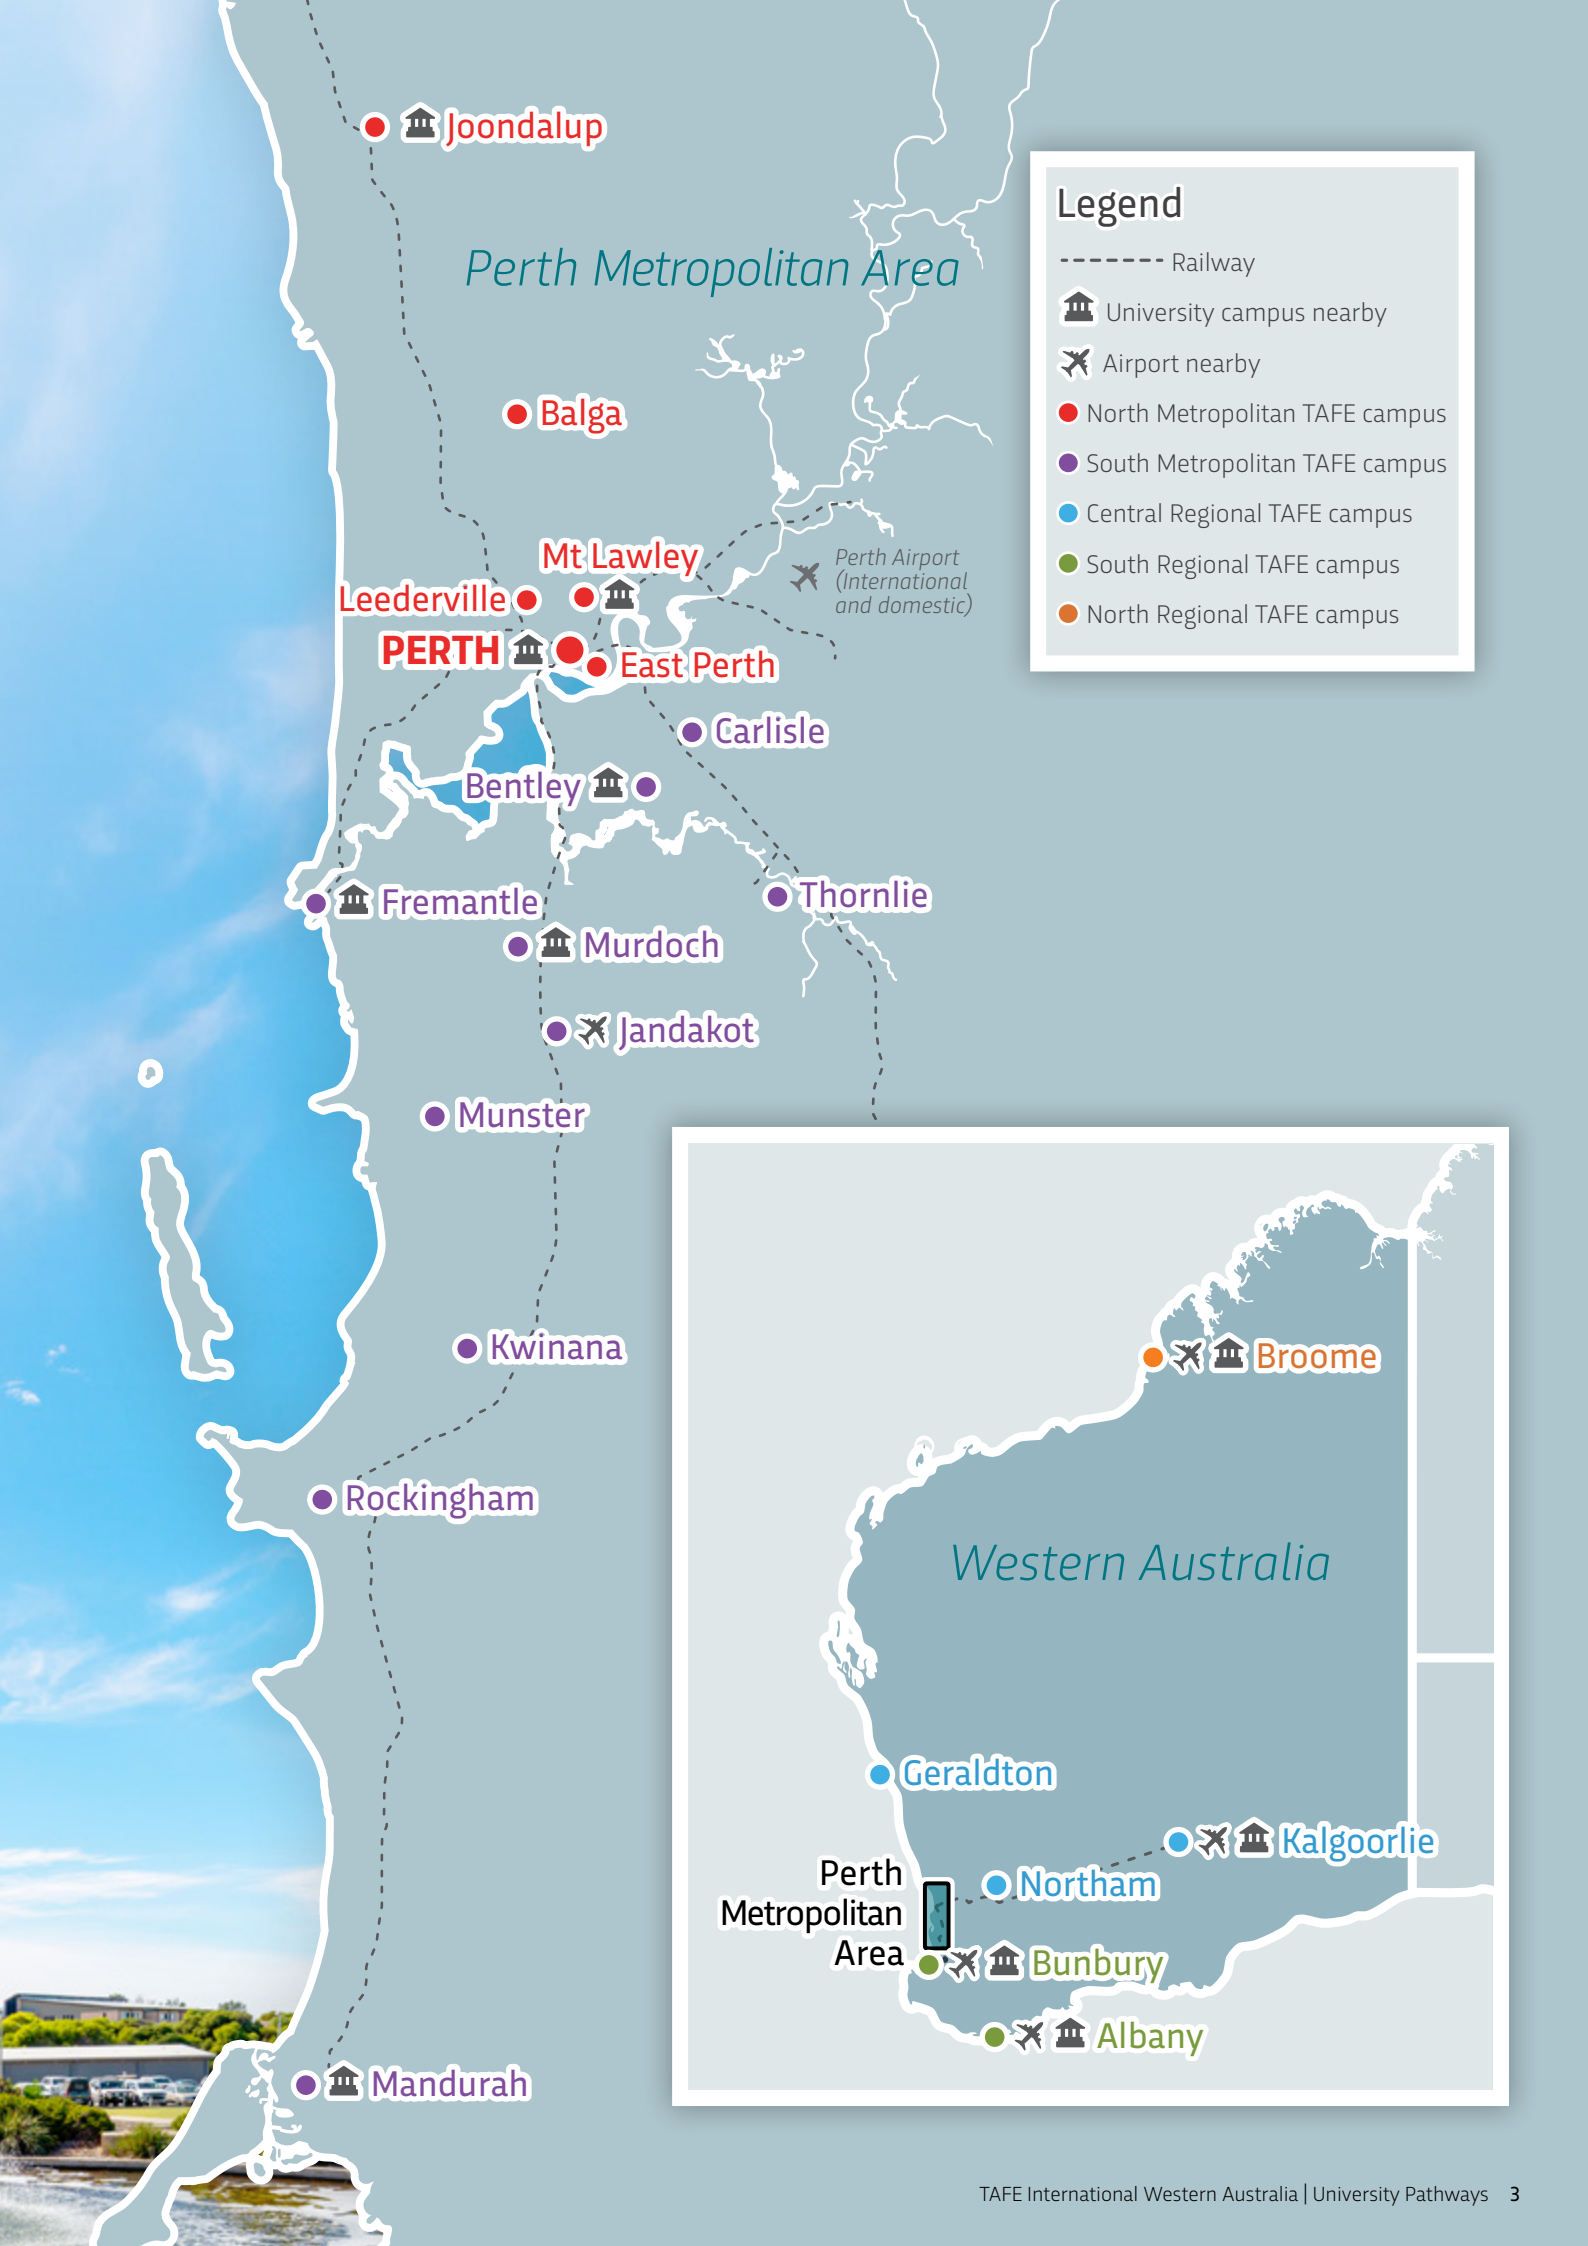 Joondalup
Perth Metropolitan Area
Legend
Railway
University campus nearby
Airport nearby
North Metropolitan TAFE campus
South Metropolitan TAFE campus
Central Regional TAFE campus
South Regional TAFE campus
North Regional TAFE campus
Balga
Mt Lawley
Leederville
PERTH
East Perth
Perth Airport
(International
and domestic)
Carlisle
Bentley
Fremantle
Thornlie
Murdoch
Jandakot
Munster
Kwinana
Rockingham
Mandurah
Broome
Western Australia
Geraldton
Kalgoorlie
Northam
Perth
Metropolitan
Area
Bunbury
Albany
TAFE International Western Australia | University Pathways 3